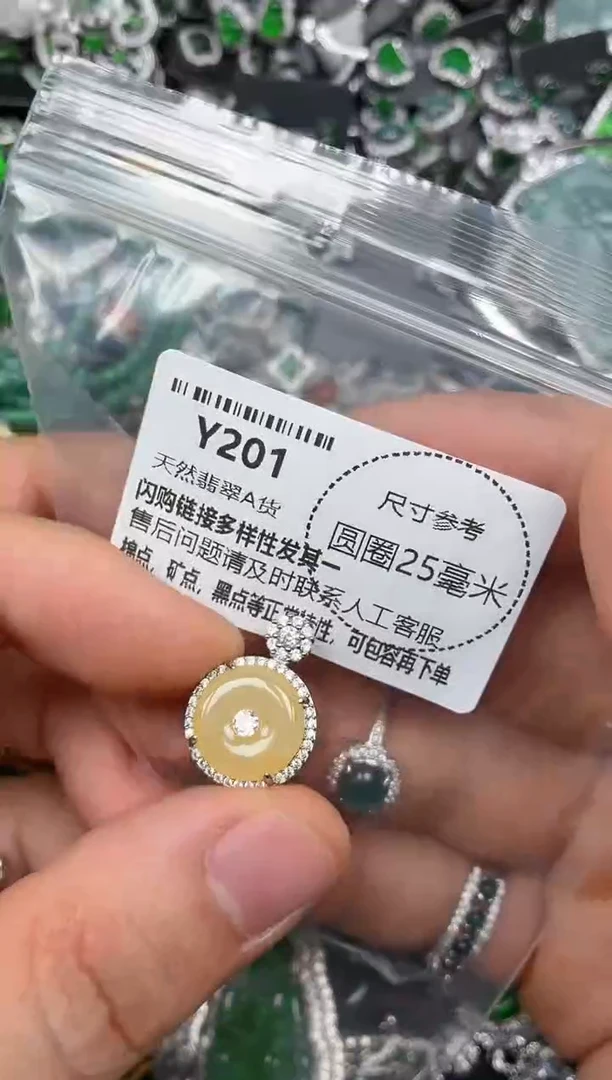 Y201
天然翡翠A货
闪购链接多样性发其一
售后问题请及时联系人工客服
棉点，矿点，黑点等正常特性，可包容再下单
尺寸参考
圆圈25毫米